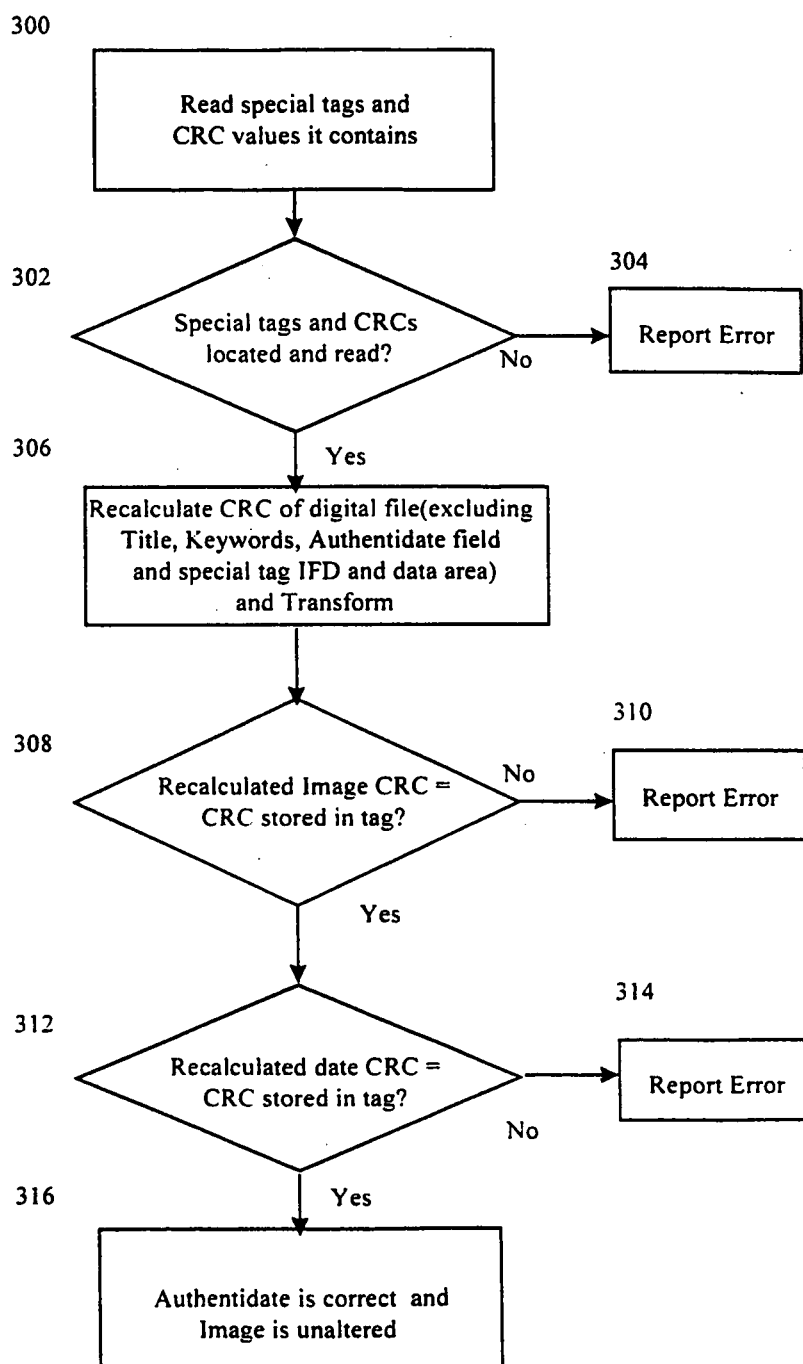 300
Read special tags and
CRC values it contains
302
Special tags and CRCs
located and read?
No
304
Report Error
306
Yes
Recalculate CRC of digital file(excluding
Title, Keywords, Authentidate field
and special tag IFD and data area)
and Transform
308
Recalculated Image CRC =
CRC stored in tag?
No
310
Report Error
Yes
312
Recalculated date CRC =
CRC stored in tag?
No
314
Report Error
316
Yes
Authentidate is correct and
Image is unaltered